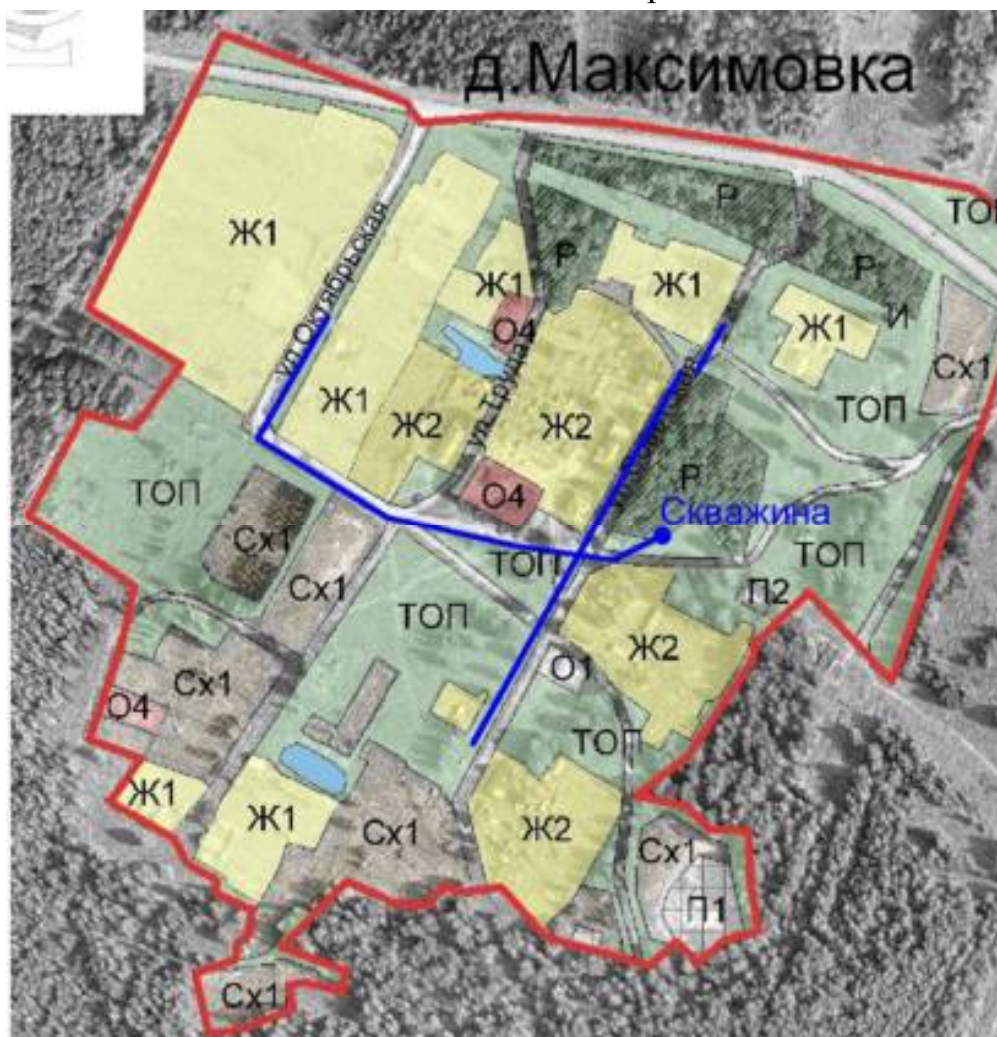 д.Максимовка
Р
ТОП
Ж1
ул.Октябрьская
Ж1
Р
Ж1
Р
И
Ж1
О4
Ж1
Сх1
Ж1
ул.Труда
ТОП
Ж2
Ж2
Р
ТОП
О4
Скважина
Сх1
ТОП
ТОП
Сх1
П2
ТОП
Ж2
О1
Сх1
О4
ТОП
Ж1
Ж1
Сх1
Ж2
Сх1
П1
Сх1